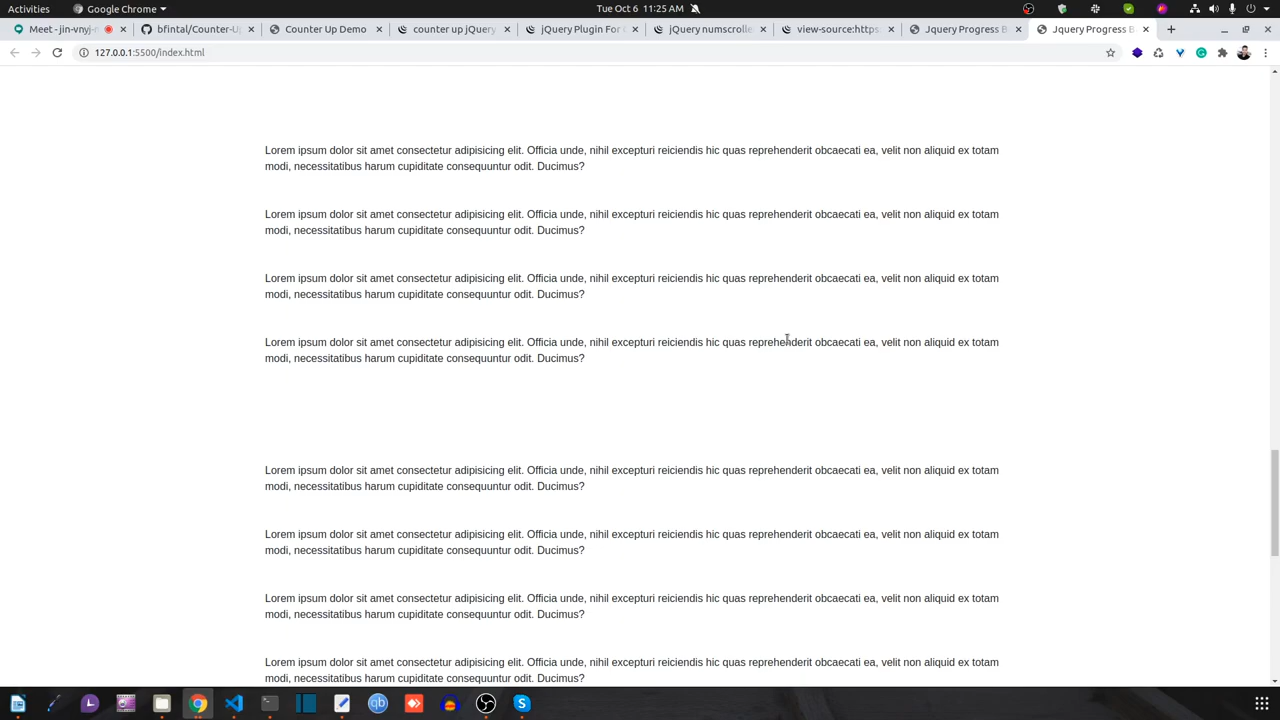 Activities
Google Chrome
Tue Oct 6 11:25 AM
Meet - jin-vnyj-
bfintal/Counter-U
Counter Up Demo
counter up jQuery
jQuery Plugin For
jQuery numscrolle
view-source:https:
Jquery Progress B
Jquery Progress B
127.0.0.1:5500/index.html
Lorem ipsum dolor sit amet consectetur adipisicing elit. Officia unde, nihil excepturi reiciendis hic quas reprehenderit obcaecati ea, velit non aliquid ex totam
modi, necessitatibus harum cupiditate consequuntur odit. Ducimus?
Lorem ipsum dolor sit amet consectetur adipisicing elit. Officia unde, nihil excepturi reiciendis hic quas reprehenderit obcaecati ea, velit non aliquid ex totam
modi, necessitatibus harum cupiditate consequuntur odit. Ducimus?
Lorem ipsum dolor sit amet consectetur adipisicing elit. Officia unde, nihil excepturi reiciendis hic quas reprehenderit obcaecati ea, velit non aliquid ex totam
modi, necessitatibus harum cupiditate consequuntur odit. Ducimus?
Lorem ipsum dolor sit amet consectetur adipisicing elit. Officia unde, nihil excepturi reiciendis hic quas reprehenderit obcaecati ea, velit non aliquid ex totam
modi, necessitatibus harum cupiditate consequuntur odit. Ducimus?
Lorem ipsum dolor sit amet consectetur adipisicing elit. Officia unde, nihil excepturi reiciendis hic quas reprehenderit obcaecati ea, velit non aliquid ex totam
modi, necessitatibus harum cupiditate consequuntur odit. Ducimus?
Lorem ipsum dolor sit amet consectetur adipisicing elit. Officia unde, nihil excepturi reiciendis hic quas reprehenderit obcaecati ea, velit non aliquid ex totam
modi, necessitatibus harum cupiditate consequuntur odit. Ducimus?
Lorem ipsum dolor sit amet consectetur adipisicing elit. Officia unde, nihil excepturi reiciendis hic quas reprehenderit obcaecati ea, velit non aliquid ex totam
modi, necessitatibus harum cupiditate consequuntur odit. Ducimus?
Lorem ipsum dolor sit amet consectetur adipisicing elit. Officia unde, nihil excepturi reiciendis hic quas reprehenderit obcaecati ea, velit non aliquid ex totam
modi, necessitatibus harum cupiditate consequuntur odit. Ducimus?